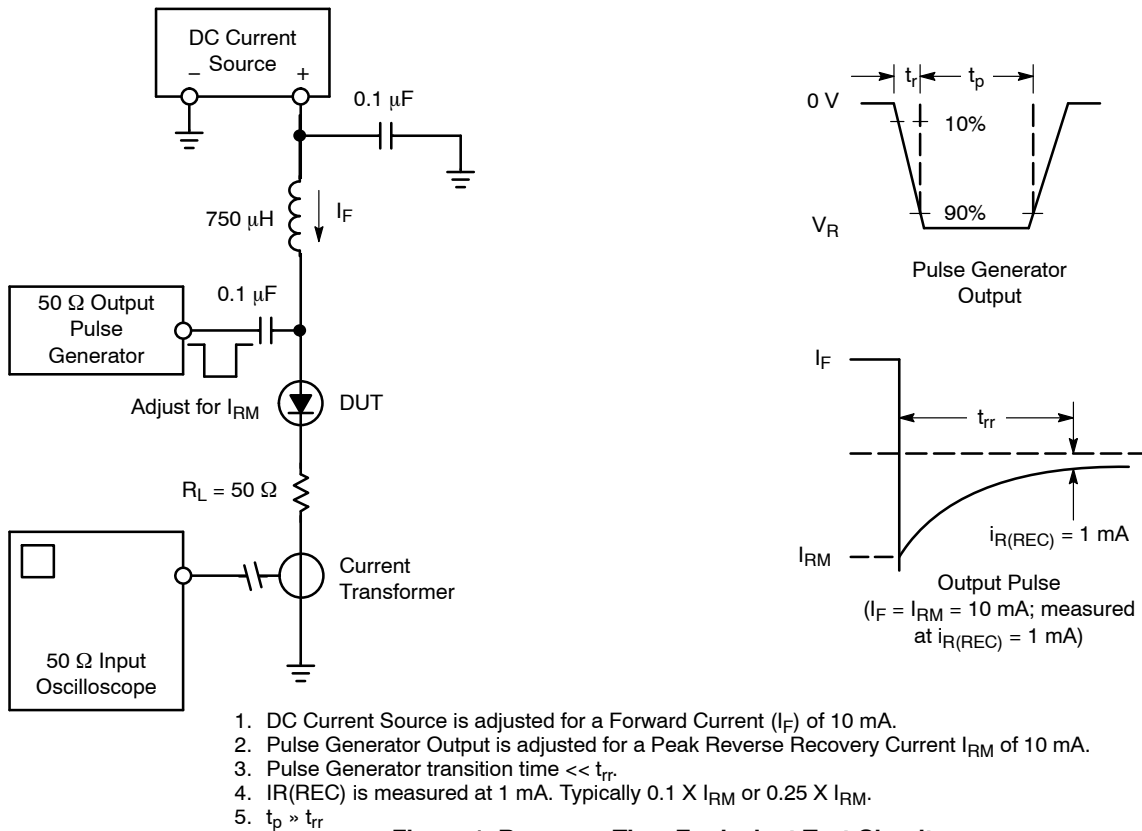 DC Current
Source
–
+
0.1 μF
750 μH
I_F
50 Ω Output
Pulse
Generator
0.1 μF
Adjust for I_RM
DUT
R_L = 50 Ω
Current
Transformer
50 Ω Input
Oscilloscope
t_r
t_p
0 V
10%
90%
V_R
Pulse Generator
Output
I_F
t_rr
i_R(REC) = 1 mA
I_RM
Output Pulse
(I_F = I_RM = 10 mA; measured
at i_R(REC) = 1 mA)
1. DC Current Source is adjusted for a Forward Current (I_F) of 10 mA.
2. Pulse Generator Output is adjusted for a Peak Reverse Recovery Current I_RM of 10 mA.
3. Pulse Generator transition time << t_rr.
4. IR(REC) is measured at 1 mA. Typically 0.1 X I_RM or 0.25 X I_RM.
5. t_p » t_rr